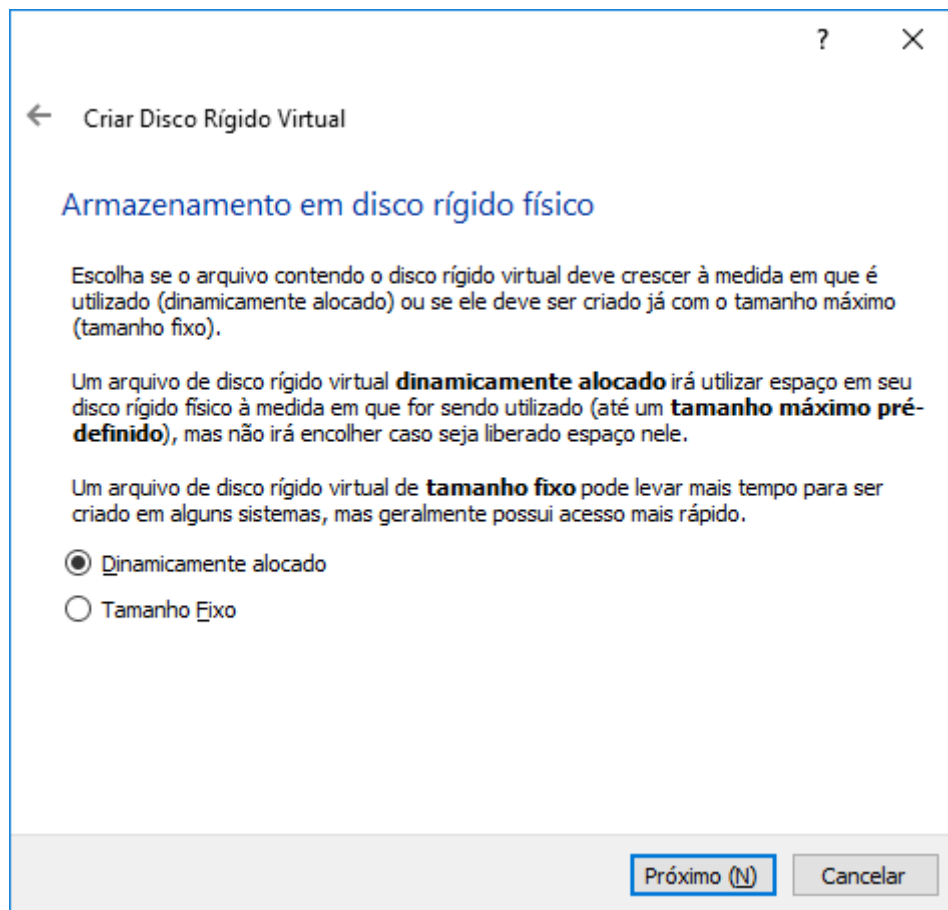 ?
Criar Disco Rígido Virtual
Armazenamento em disco rígido físico
Escolha se o arquivo contendo o disco rígido virtual deve crescer à medida em que é
utilizado (dinamicamente alocado) ou se ele deve ser criado já com o tamanho máximo
(tamanho fixo).
Um arquivo de disco rígido virtual dinamicamente alocado irá utilizar espaço em seu
disco rígido físico à medida em que for sendo utilizado (até um tamanho máximo pré-
definido), mas não irá encolher caso seja liberado espaço nele.
Um arquivo de disco rígido virtual de tamanho fixo pode levar mais tempo para ser
criado em alguns sistemas, mas geralmente possui acesso mais rápido.
Dinamicamente alocado
Tamanho Fixo
Próximo (N) Cancelar